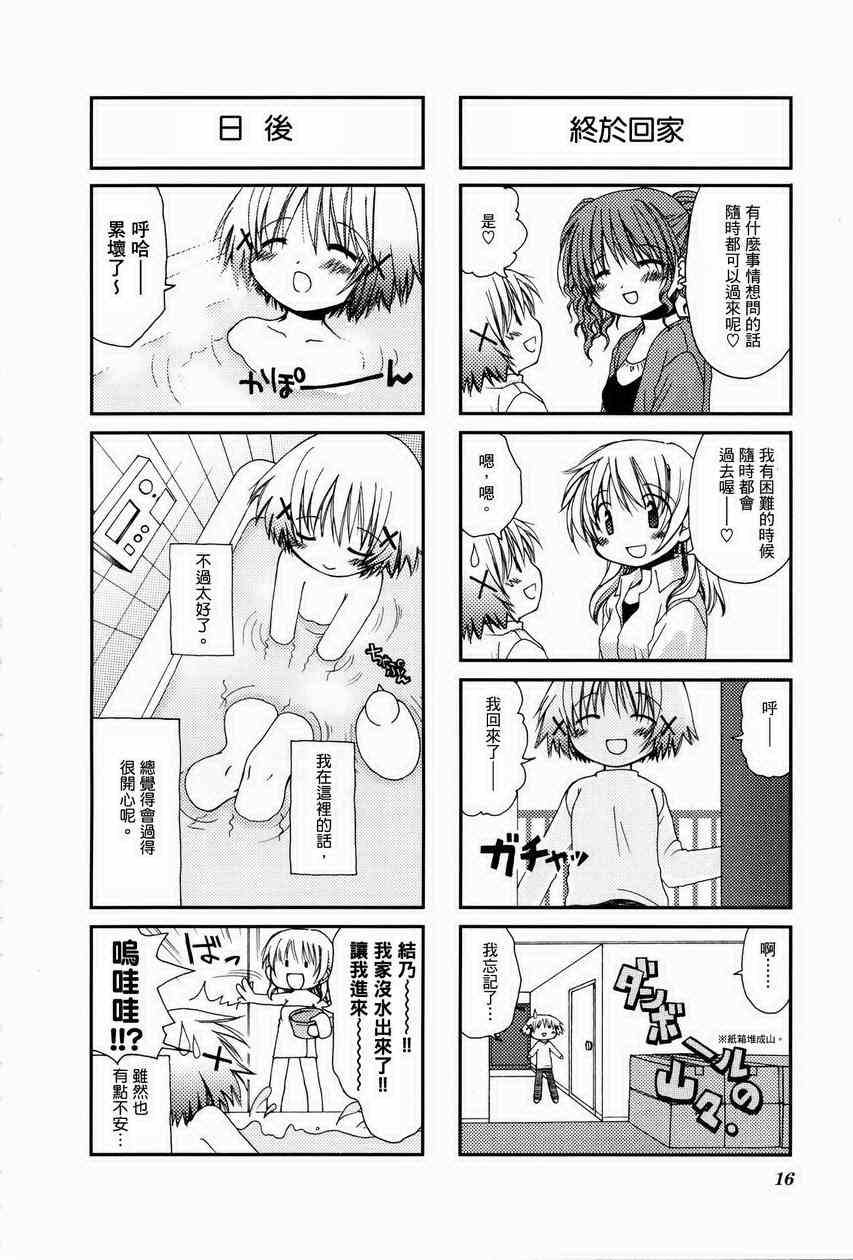 終於回家
有什麼事情想問的話
隨時都可以過來呢♡
是♡
我有困難的時候
隨時都會
過去喔——♡
嗯，嗯。
呼——
我回來了——
ガチャッ
啊……
ダンボールの
山々.
※紙箱堆成山。
我忘記了…
日後
呼哈——
累壞了～
かぽーーん
不過太好了。
ちゃぷん
我在這裡的話，
總覺得會過得
很開心呢。
結乃～～～!!
我家沒水出來了!!
讓我進來～～
ばっ
嗚哇哇!!?
雖然也
有點不安…
16